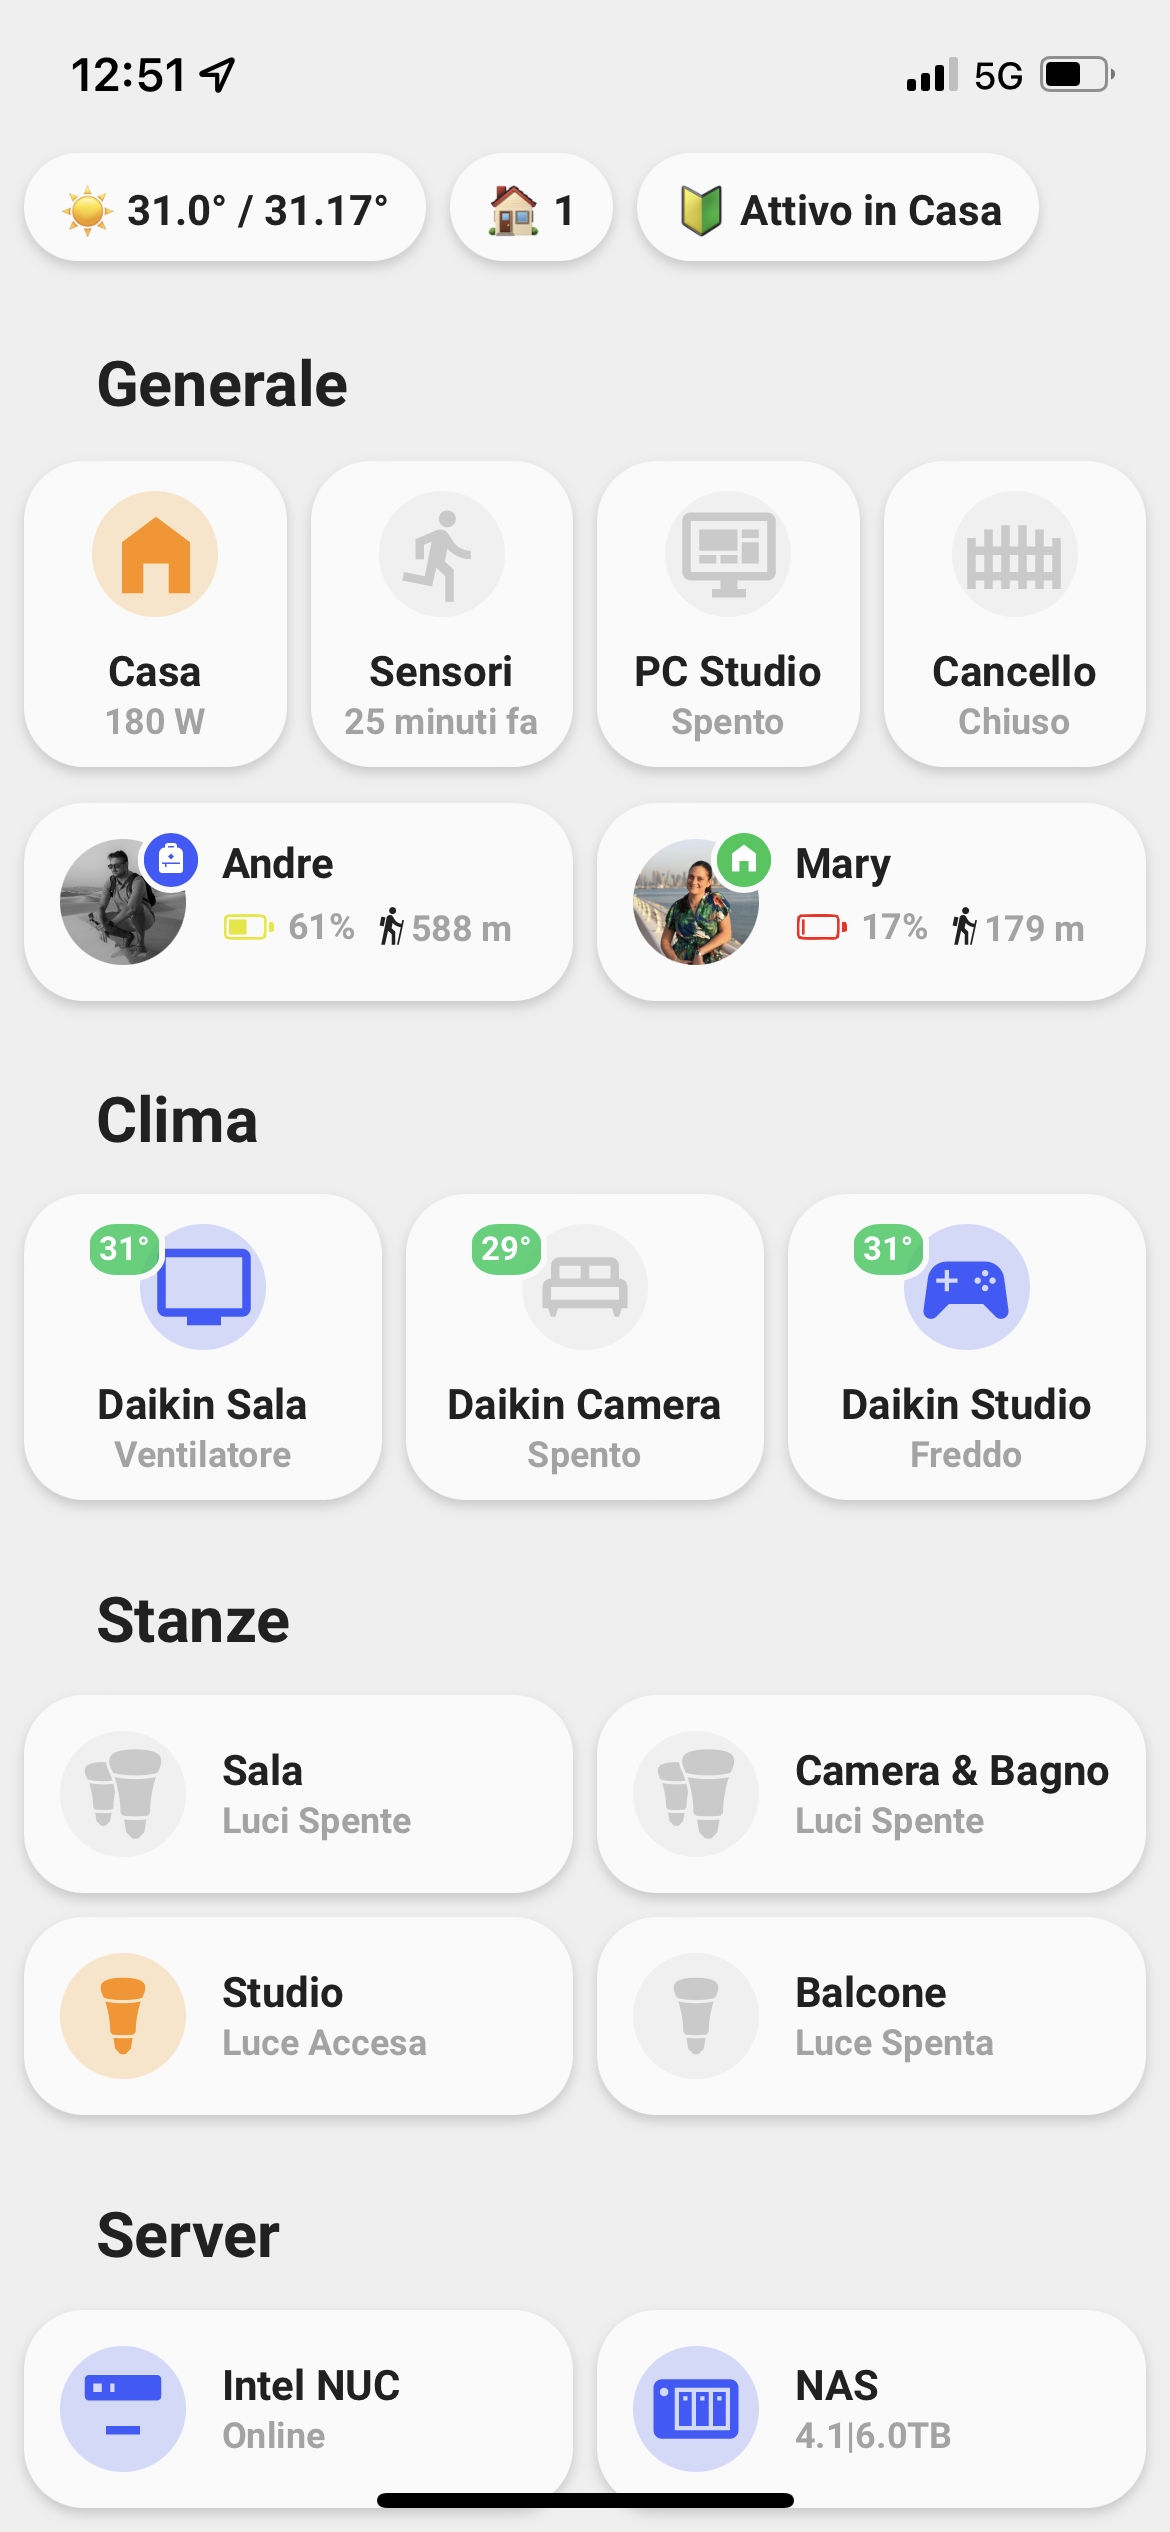 12:51
5G
31.0° / 31.17°
1
Attivo in Casa
Generale
Casa
180 W
Sensori
25 minuti fa
PC Studio
Spento
Cancello
Chiuso
Andre
61% 588 m
Mary
17% 179 m
Clima
31°
Daikin Sala
Ventilatore
29°
Daikin Camera
Spento
31°
Daikin Studio
Freddo
Stanze
Sala
Luci Spente
Camera & Bagno
Luci Spente
Studio
Luce Accesa
Balcone
Luce Spenta
Server
Intel NUC
Online
NAS
4.1|6.0TB